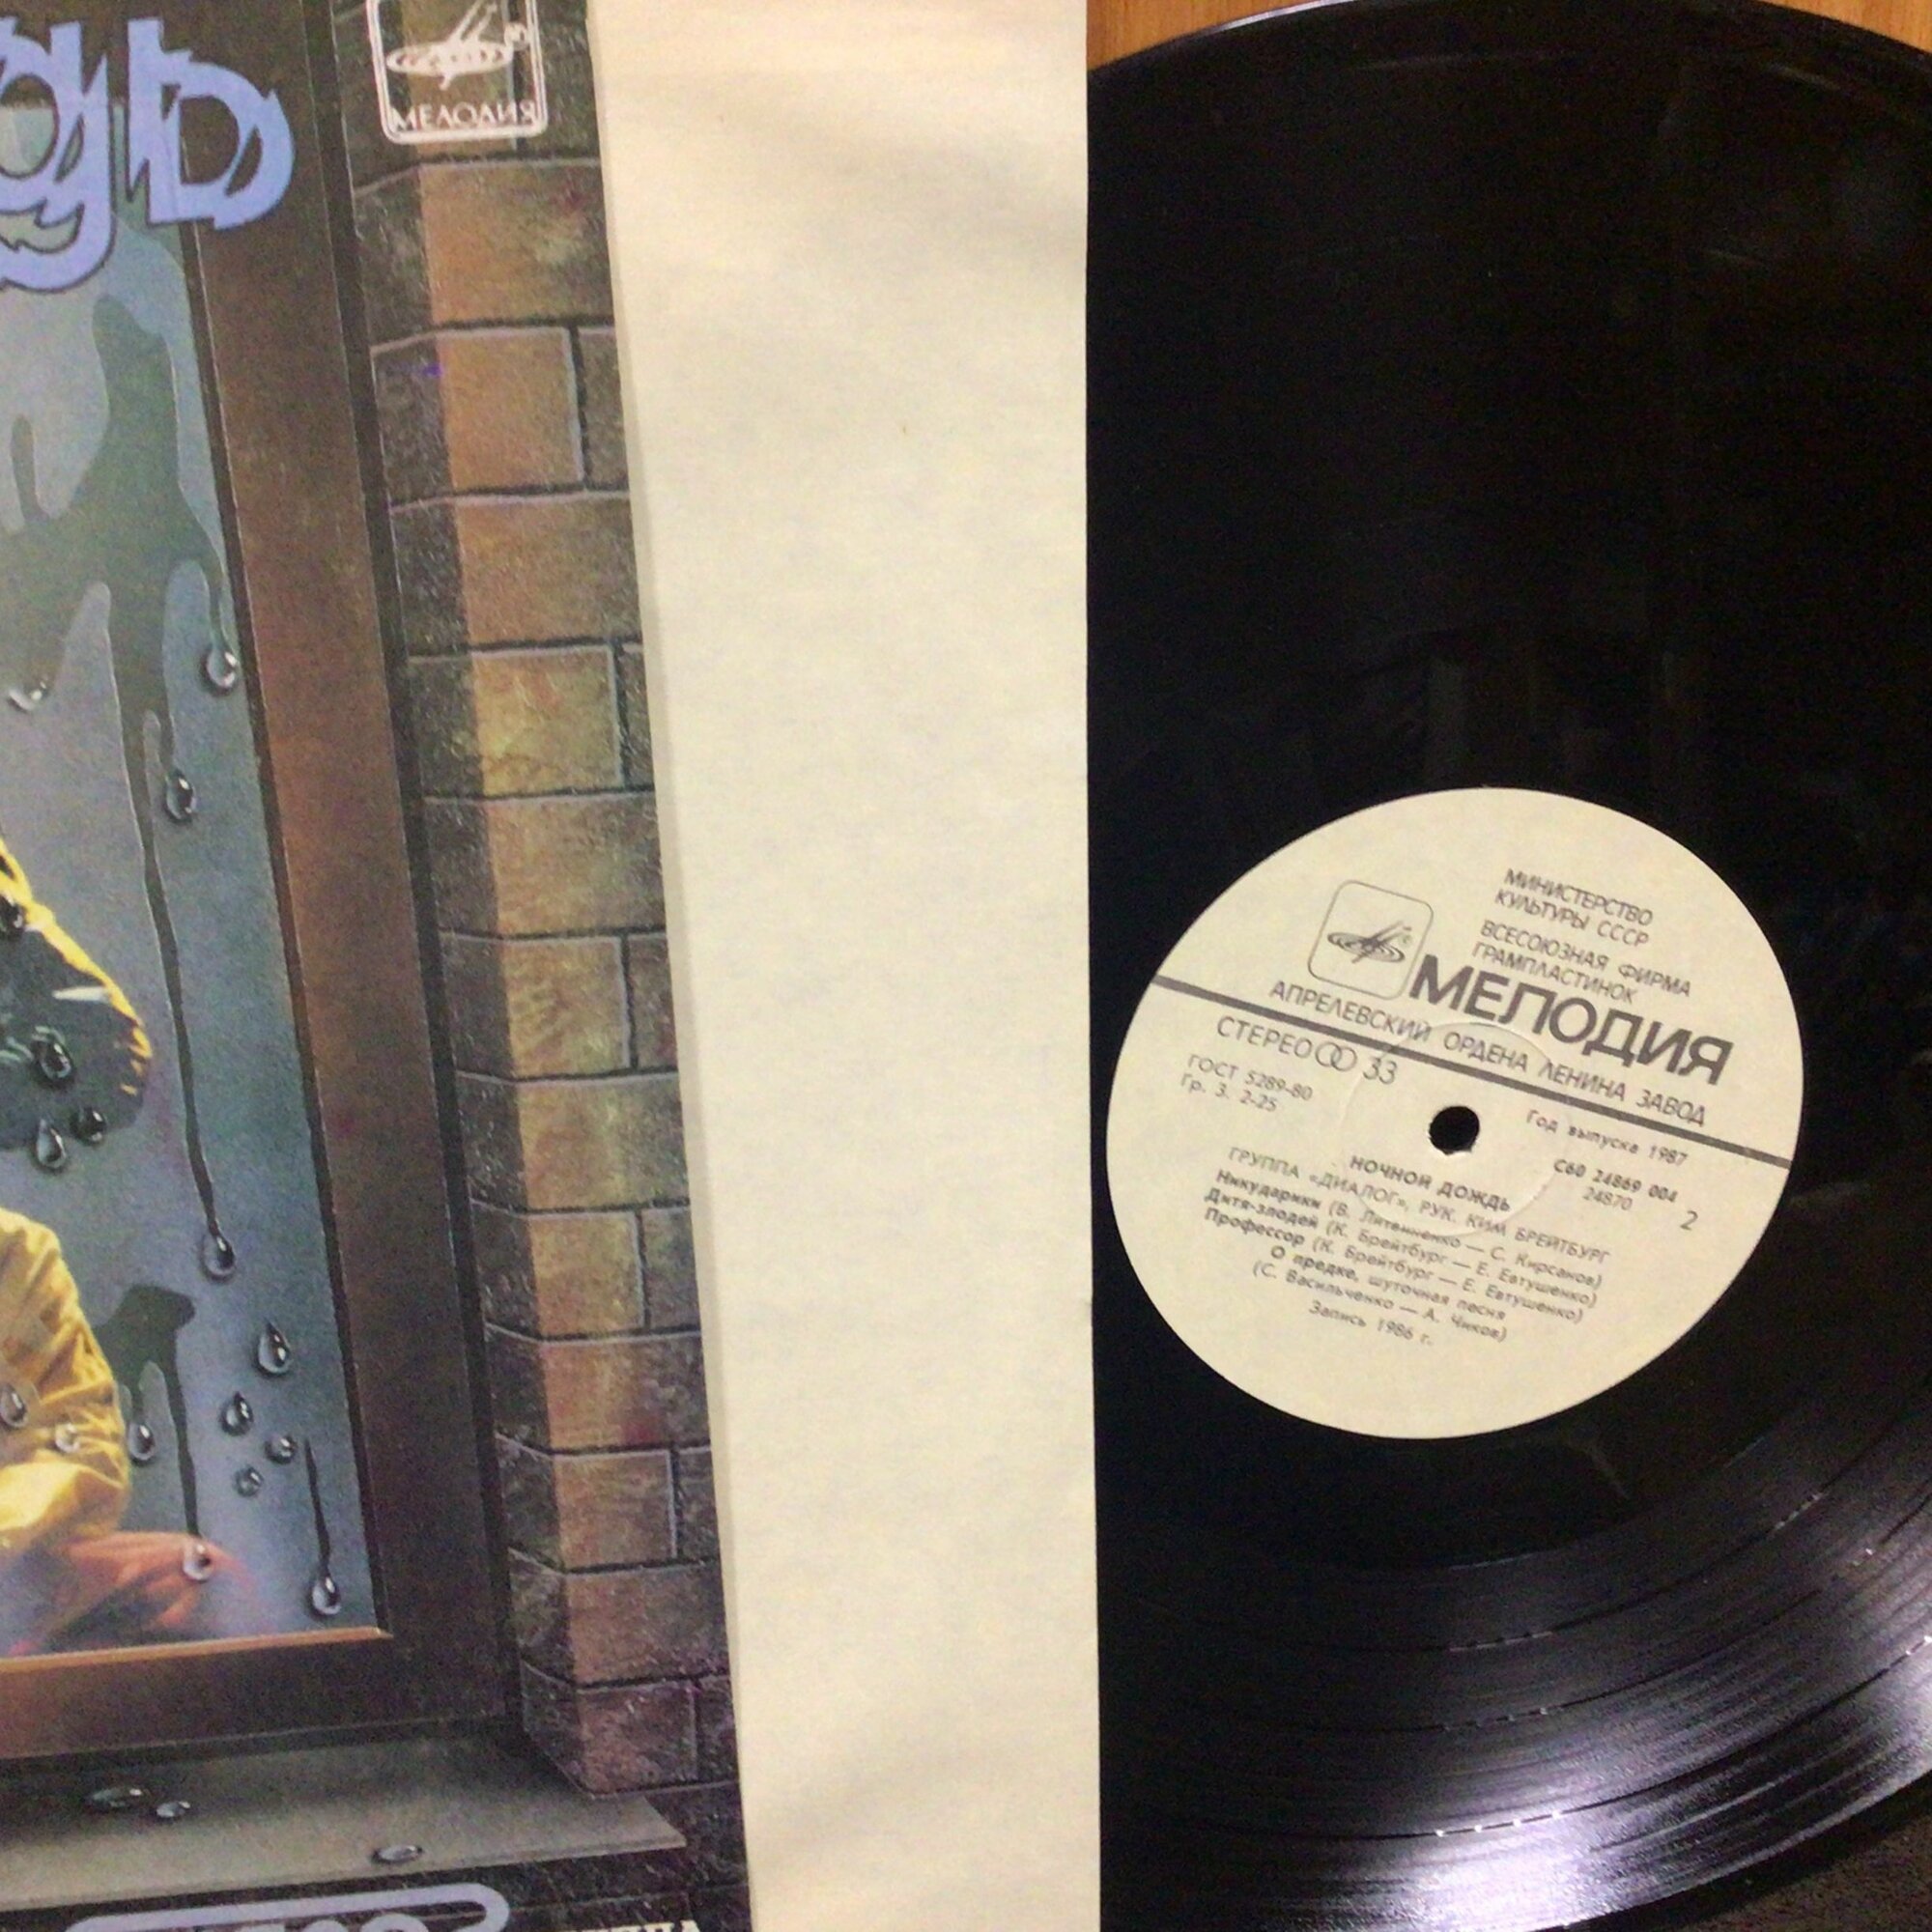 МЕЛОДИЯ
МИНИСТЕРСТВО
КУЛЬТУРЫ СССР
ВСЕСОЮЗНАЯ ФИРМА
ГРАМПЛАСТИНОК
МЕЛОДИЯ
АПРЕЛЕВСКИЙ ОРДЕНА ЛЕНИНА ЗАВОД
СТЕРЕО 33
ГОСТ 5289-80
Гр. 3. 2-25
Год выпуска 1987
С60 24869 004
24870
2
НОЧНОЙ ДОЖДЬ
ГРУППА «ДИАЛОГ», РУК. КИМ БРЕЙТБУРГ
Никударики (В. Литвиненко — С. Кирсанов)
Дитя-злодей (К. Брейтбург — Е. Евтушенко)
Профессор (К. Брейтбург — Е. Евтушенко)
О предке, шуточная песня
(С. Васильченко — А. Чиков)
Запись 1986 г.